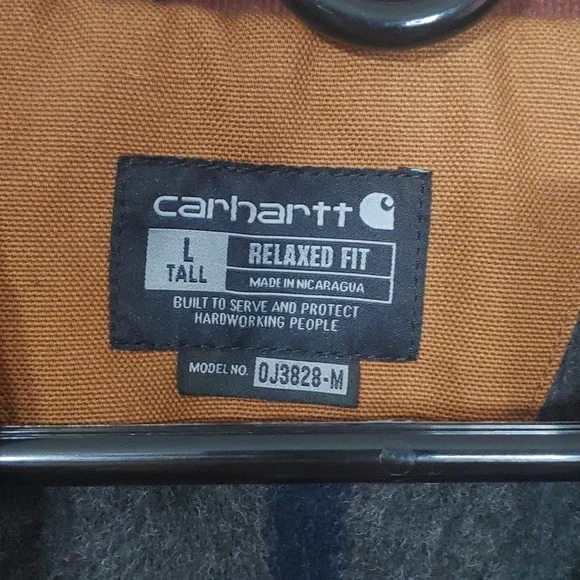 carhartt
L
TALL
RELAXED FIT
MADE IN NICARAGUA
BUILT TO SERVE AND PROTECT
HARDWORKING PEOPLE
MODEL NO. OJ3828-M